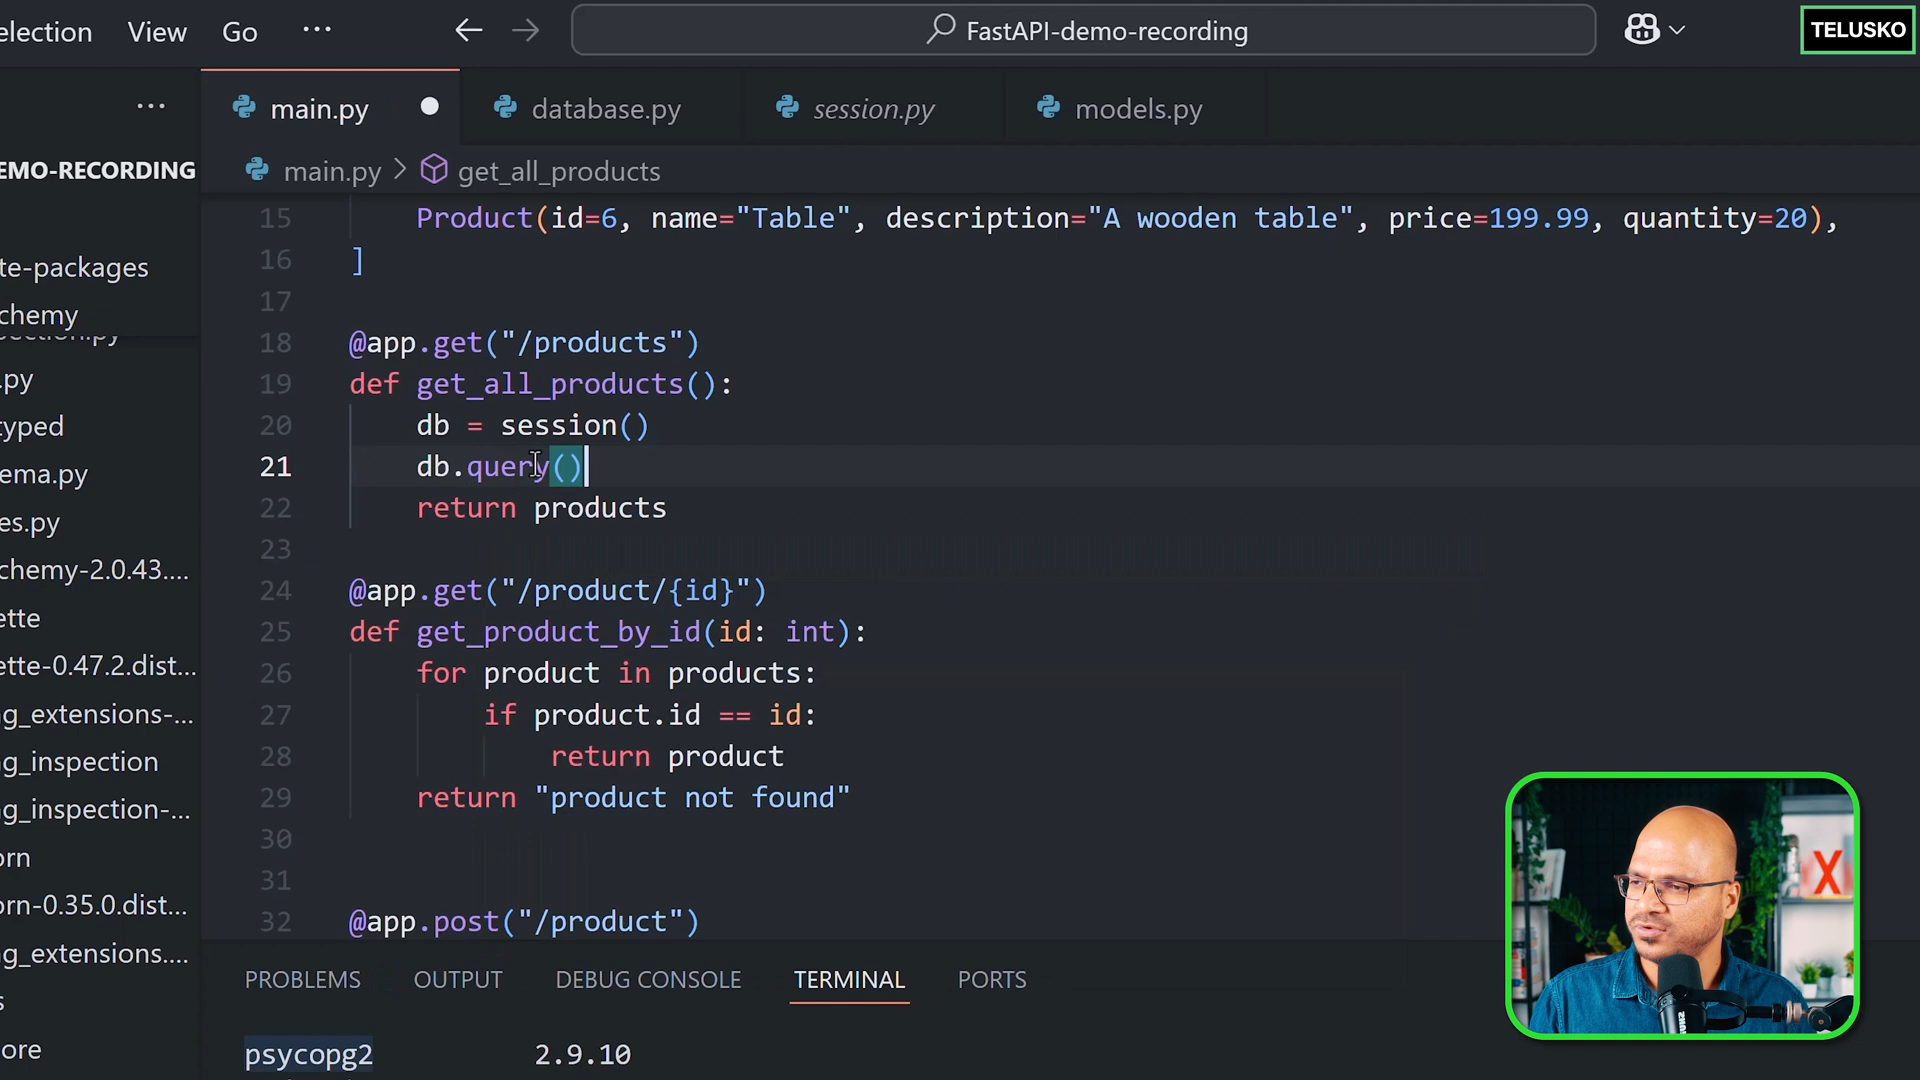 election View Go ... FastAPI-demo-recording TELUSKO
main.py database.py session.py models.py
EMO-RECORDING
main.py > get_all_products
te-packages
chemy
.py
typed
ema.py
es.py
chemy-2.0.43....
ette
ette-0.47.2.dist...
g_extensions-...
g_inspection
g_inspection-...
orn
orn-0.35.0.dist...
g_extensions....
s
ore
15 Product(id=6, name="Table", description="A wooden table", price=199.99, quantity=20),
16 ]
17
18 @app.get("/products")
19 def get_all_products():
20 db = session()
21 db.query()
22 return products
23
24 @app.get("/product/{id}")
25 def get_product_by_id(id: int):
26 for product in products:
27 if product.id == id:
28 return product
29 return "product not found"
30
31
32 @app.post("/product")
PROBLEMS OUTPUT DEBUG CONSOLE TERMINAL PORTS
psycopg2 2.9.10